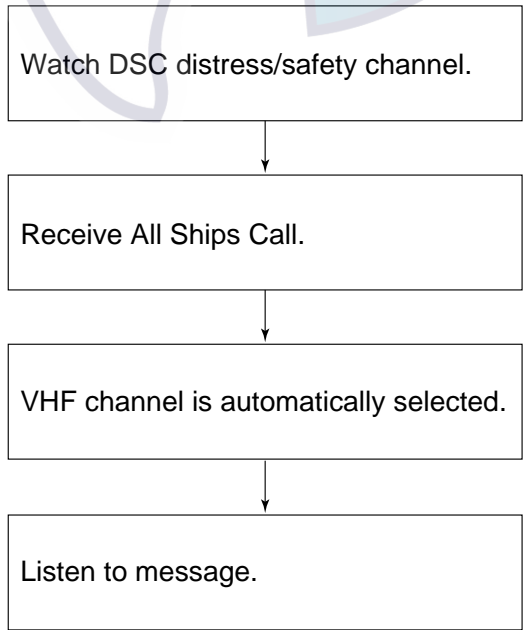 Watch DSC distress/safety channel.
Receive All Ships Call.
VHF channel is automatically selected.
Listen to message.